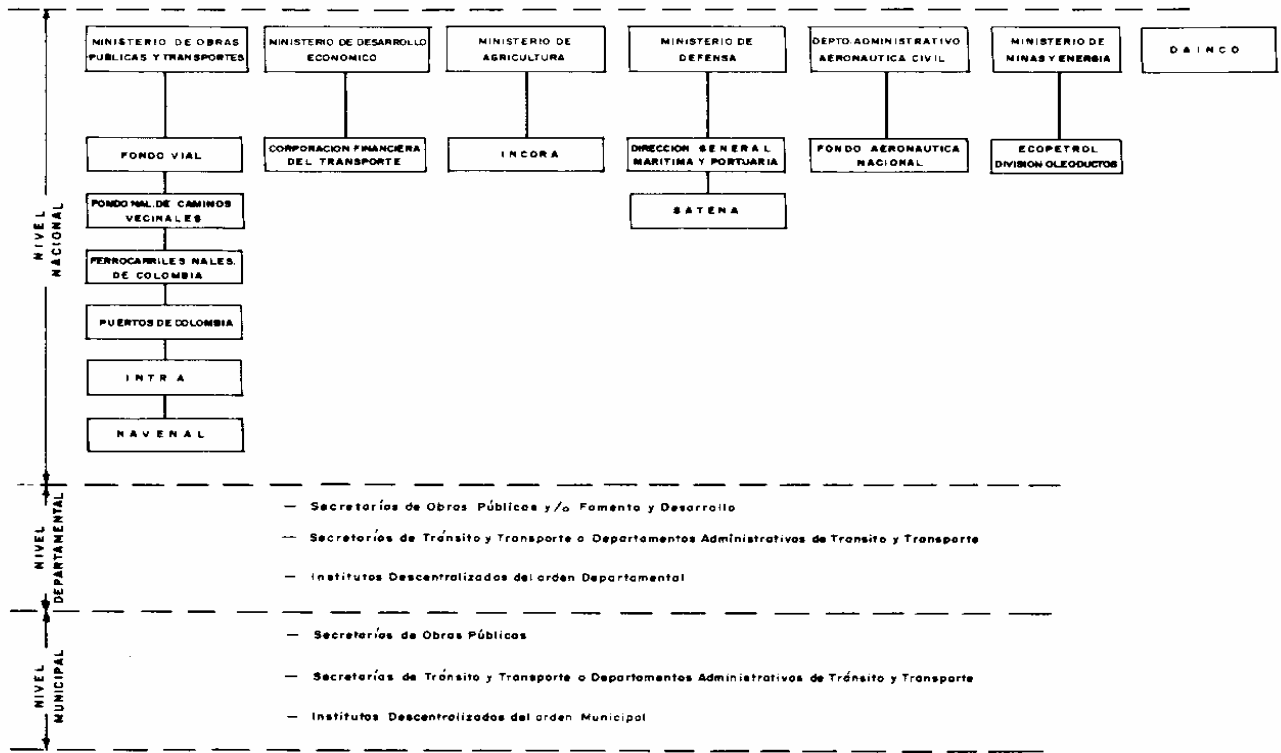 MINISTERIO DE OBRAS
PUBLICAS Y TRANSPORTES
MINISTERIO DE DESARROLLO
ECONOMICO
MINISTERIO DE
AGRICULTURA
MINISTERIO DE
DEFENSA
DEPTO. ADMINISTRATIVO
AERONAUTICA CIVIL
MINISTERIO DE
MINAS Y ENERGIA
DAINCO
FONDO VIAL
CORPORACION FINANCIERA
DEL TRANSPORTE
INCORA
DIRECCION GENERAL
MARITIMA Y PORTUARIA
FONDO AERONAUTICA
NACIONAL
ECOPETROL
DIVISION OLEODUCTOS
FONDO NAL. DE CAMINOS
VECINALES
SATENA
FERROCARRILES NALES.
DE COLOMBIA
PUERTOS DE COLOMBIA
INTRA
NAVENAL
NIVEL
NACIONAL
NIVEL
DEPARTAMENTAL
— Secretarías de Obras Públicas y/o Fomento y Desarrollo
— Secretarías de Tránsito y Transporte o Departamentos Administrativos de Transito y Transporte
— Institutos Descentralizados del orden Departamental
NIVEL
MUNICIPAL
— Secretarías de Obras Públicas
— Secretarías de Tránsito y Transporte o Departamentos Administrativos de Tránsito y Transporte
— Institutos Descentralizados del orden Municipal